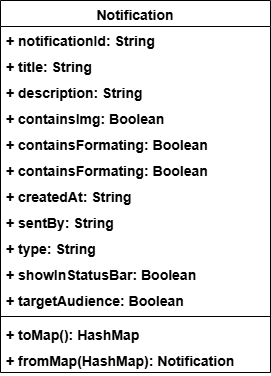 Notification
+ notificationId: String
+ title: String
+ description: String
+ containsImg: Boolean
+ containsFormating: Boolean
+ containsFormating: Boolean
+ createdAt: String
+ sentBy: String
+ type: String
+ showInStatusBar: Boolean
+ targetAudience: Boolean
+ toMap(): HashMap
+ fromMap(HashMap): Notification